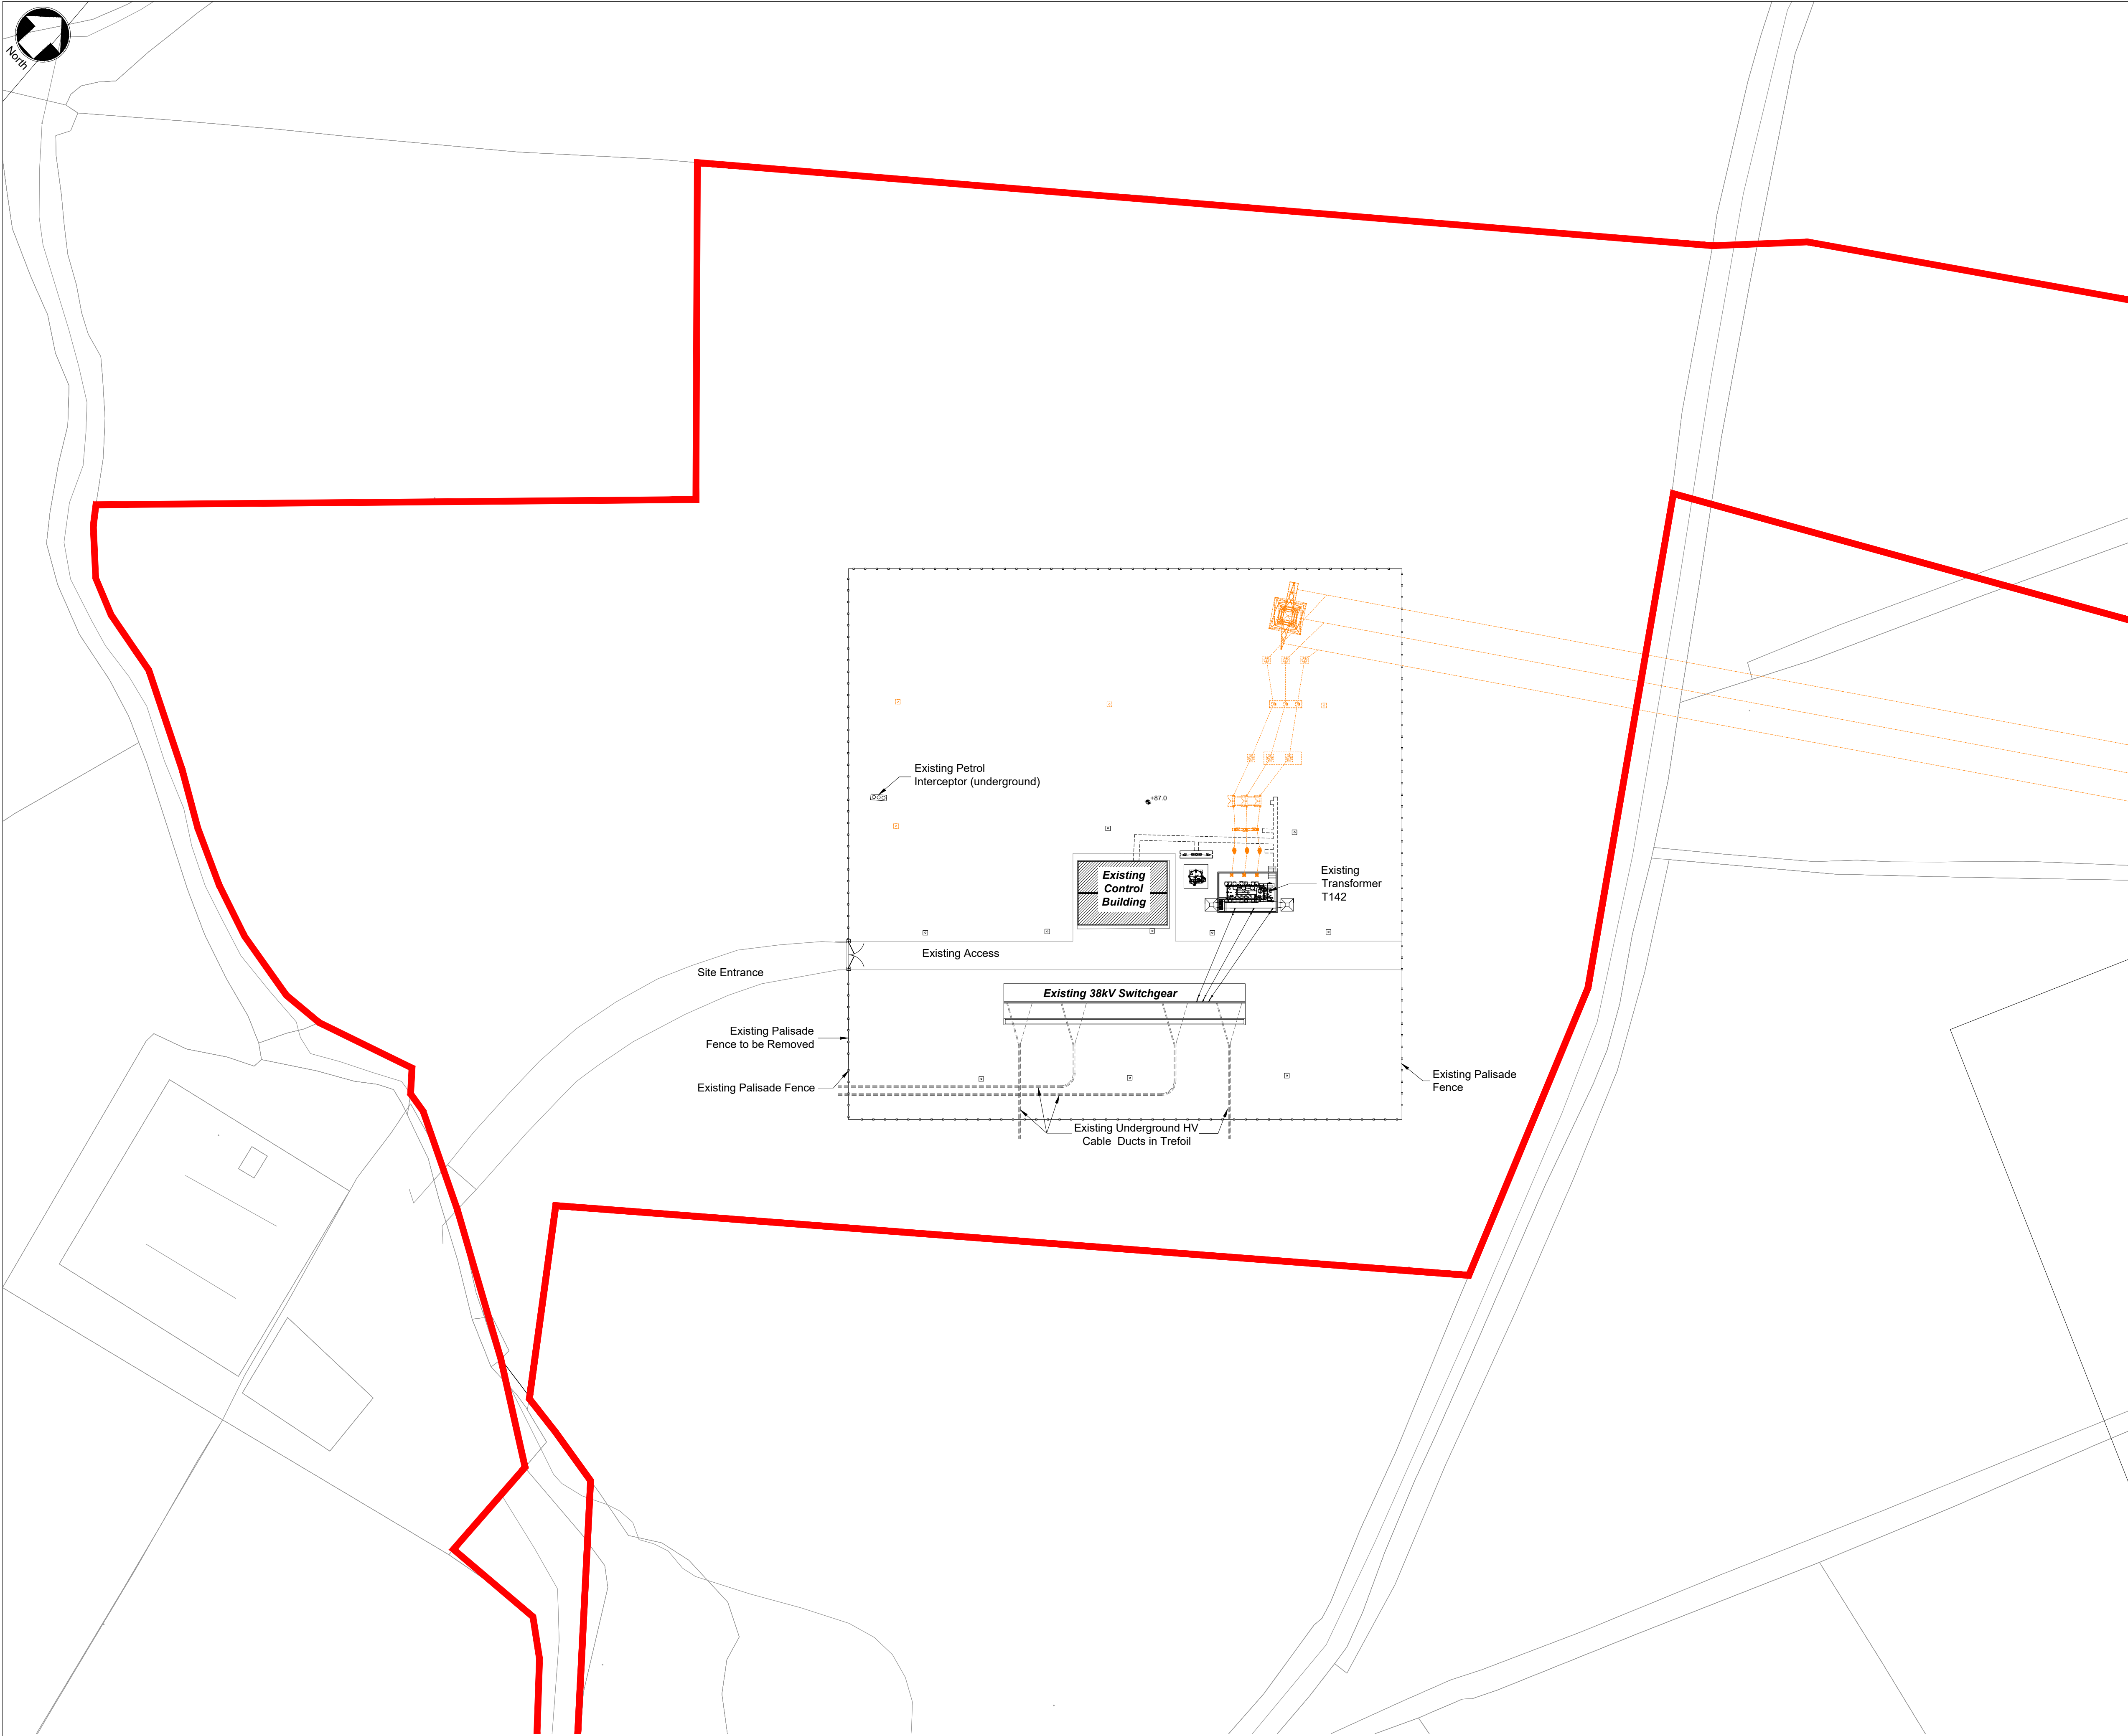 North
Existing Petrol
Interceptor (underground)
+87.0
Existing
Control
Building
Existing
Transformer
T142
Existing Access
Site Entrance
Existing 38kV Switchgear
Existing Palisade
Fence to be Removed
Existing Palisade Fence
Existing Palisade
Fence
Existing Underground HV
Cable Ducts in Trefoil